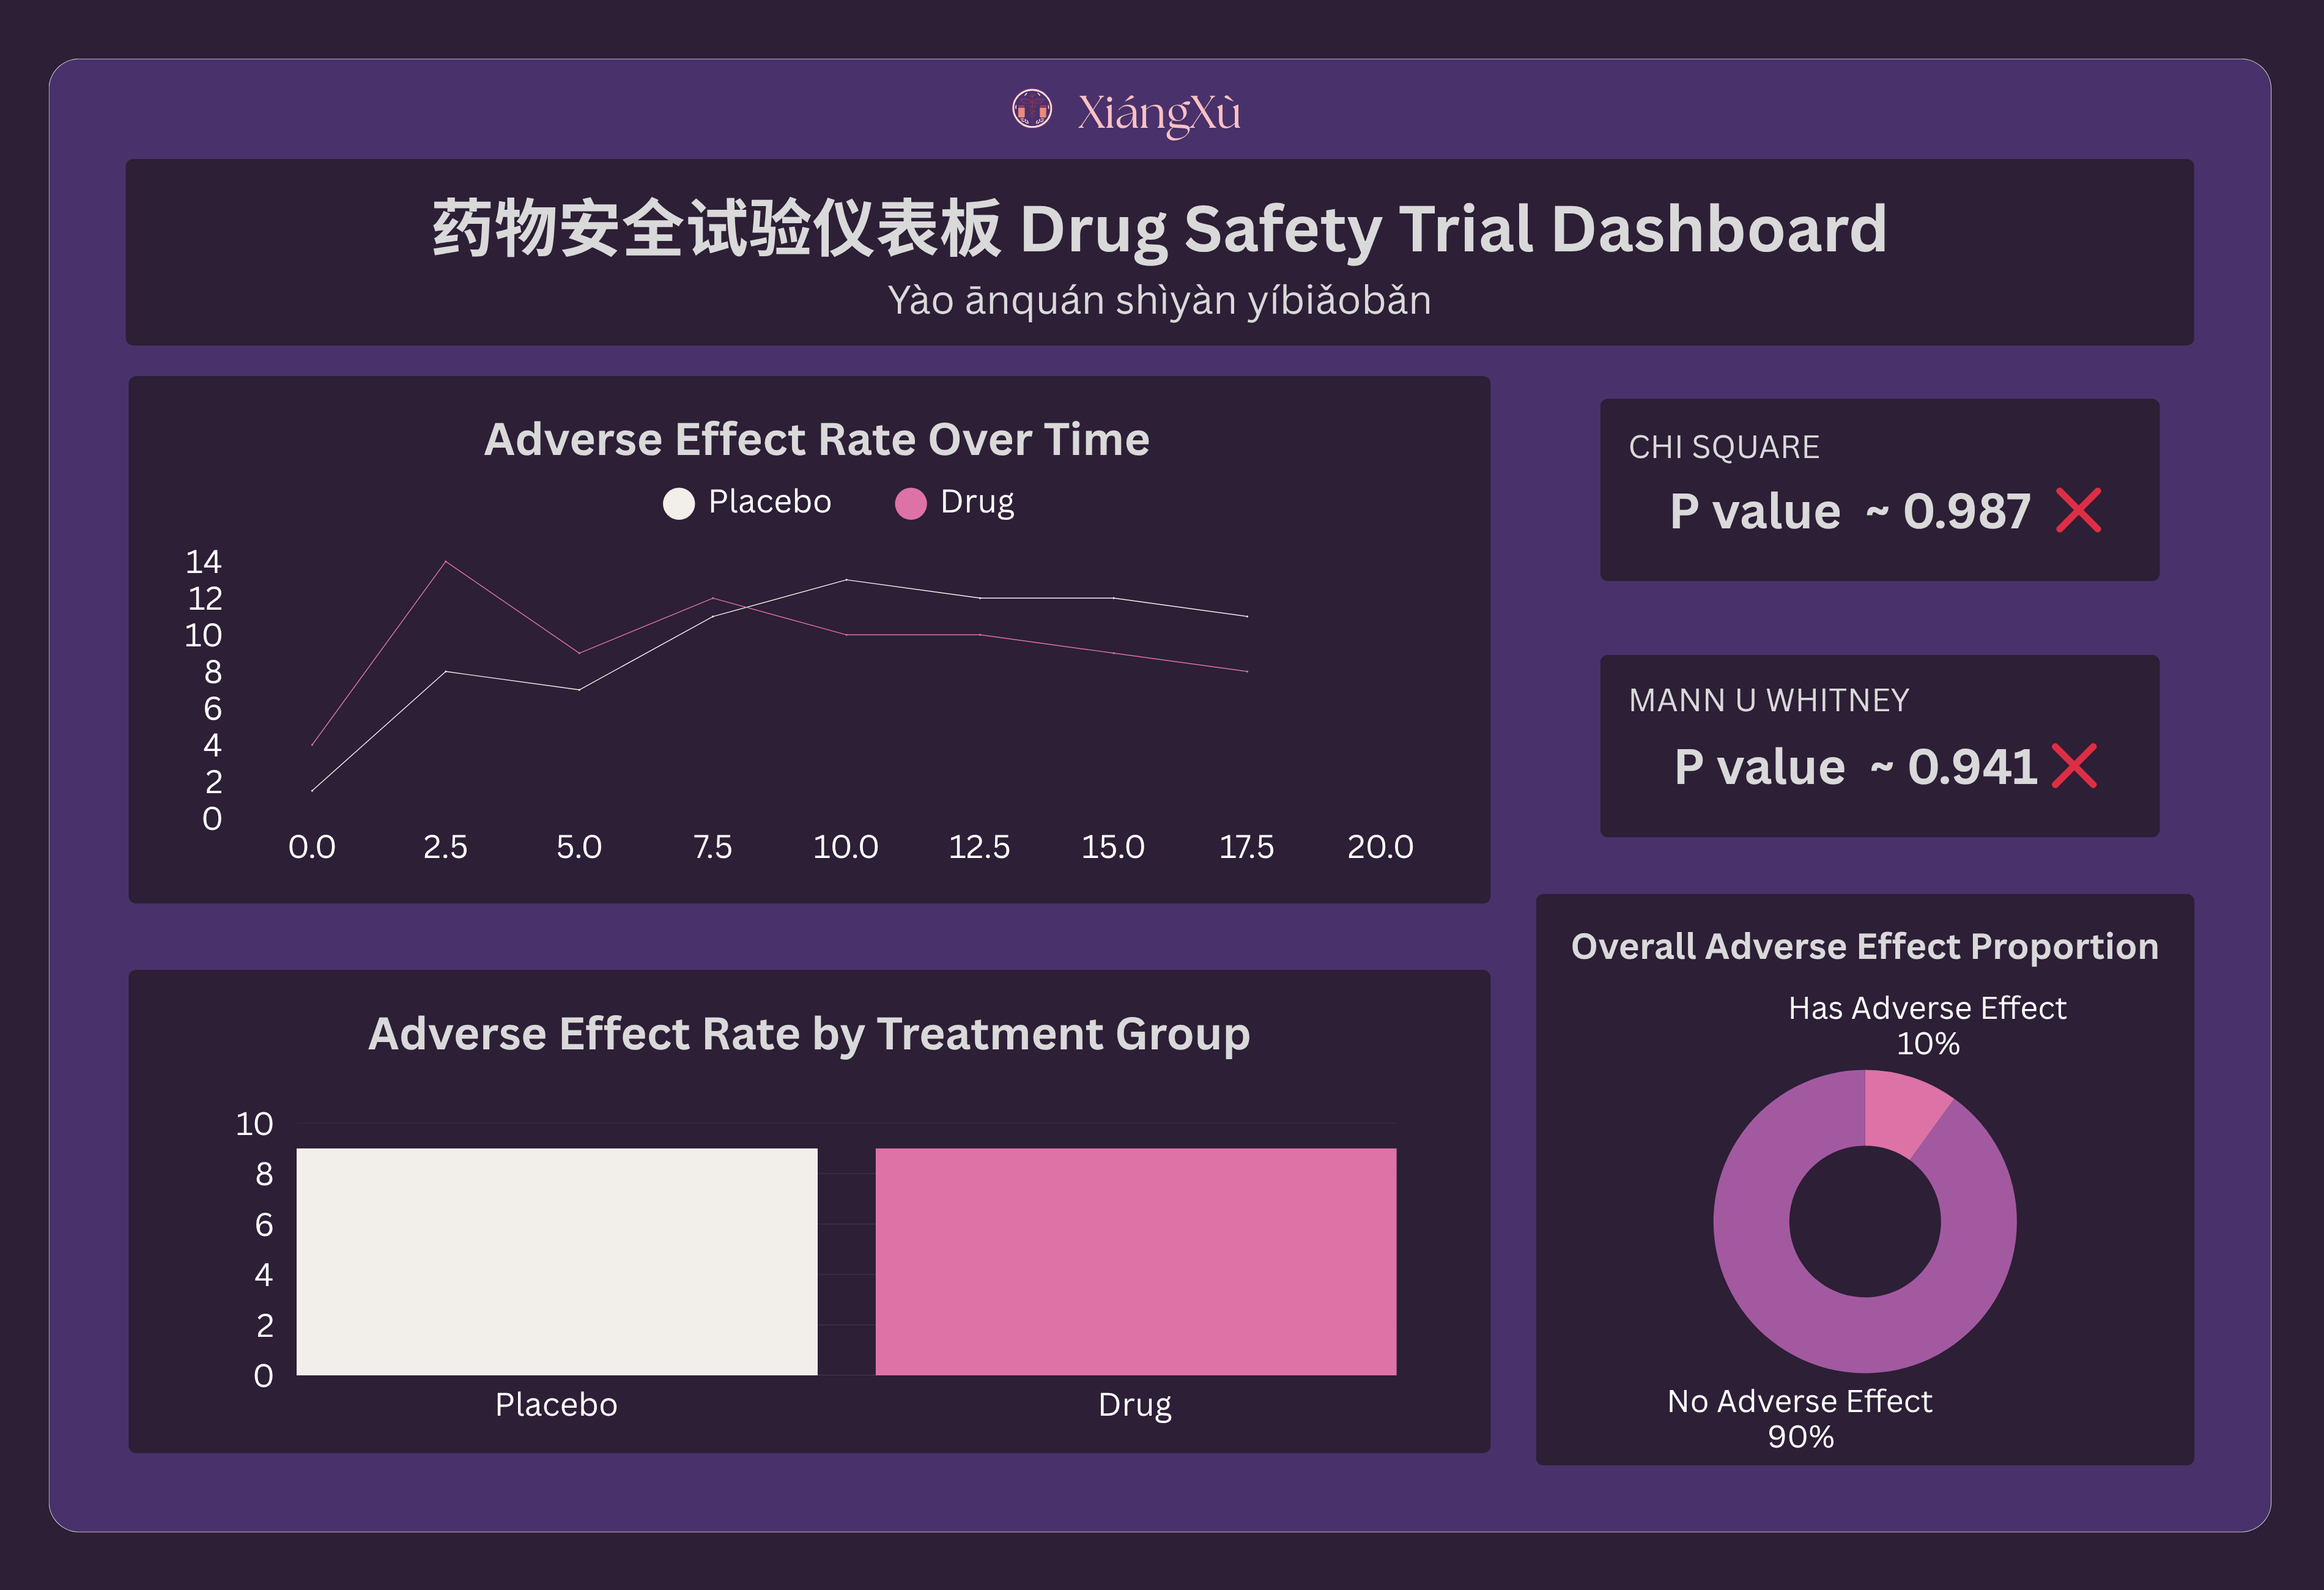 XiángXù
药物安全试验仪表板 Drug Safety Trial Dashboard
Yào ānquán shìyàn yíbiǎobǎn
Adverse Effect Rate Over Time
Placebo Drug
14
12
10
8
6
4
2
0
0.0 2.5 5.0 7.5 10.0 12.5 15.0 17.5 20.0
CHI SQUARE
P value ~ 0.987
MANN U WHITNEY
P value ~ 0.941
Adverse Effect Rate by Treatment Group
10
8
6
4
2
0
Placebo Drug
Overall Adverse Effect Proportion
Has Adverse Effect
10%
No Adverse Effect
90%